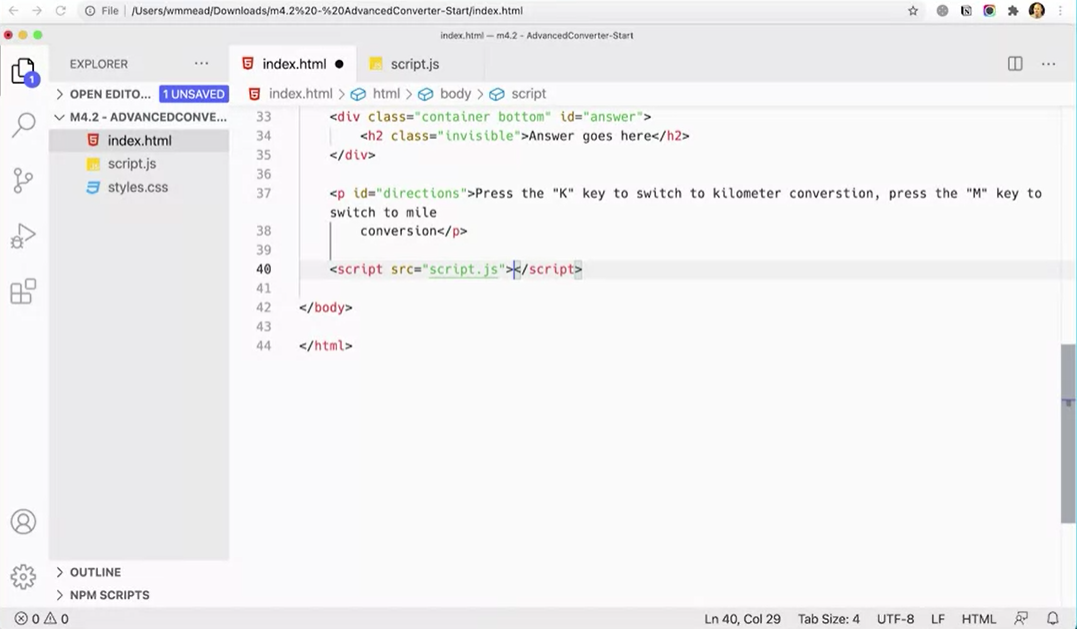 File /Users/wmmead/Downloads/m4.2%20-%20AdvancedConverter-Start/index.html
index.html — m4.2 - AdvancedConverter-Start
EXPLORER ··· index.html ● script.js ···
OPEN EDITO... 1 UNSAVED index.html > html > body > script
M4.2 - ADVANCEDCONVE...
index.html
script.js
styles.css
33 <div class="container bottom" id="answer">
34 <h2 class="invisible">Answer goes here</h2>
35 </div>
36
37 <p id="directions">Press the "K" key to switch to kilometer converstion, press the "M" key to
switch to mile
38 conversion</p>
39
40 <script src="script.js"></script>
41
42 </body>
43
44 </html>
1
OUTLINE
NPM SCRIPTS
0 0 Ln 40, Col 29 Tab Size: 4 UTF-8 LF HTML